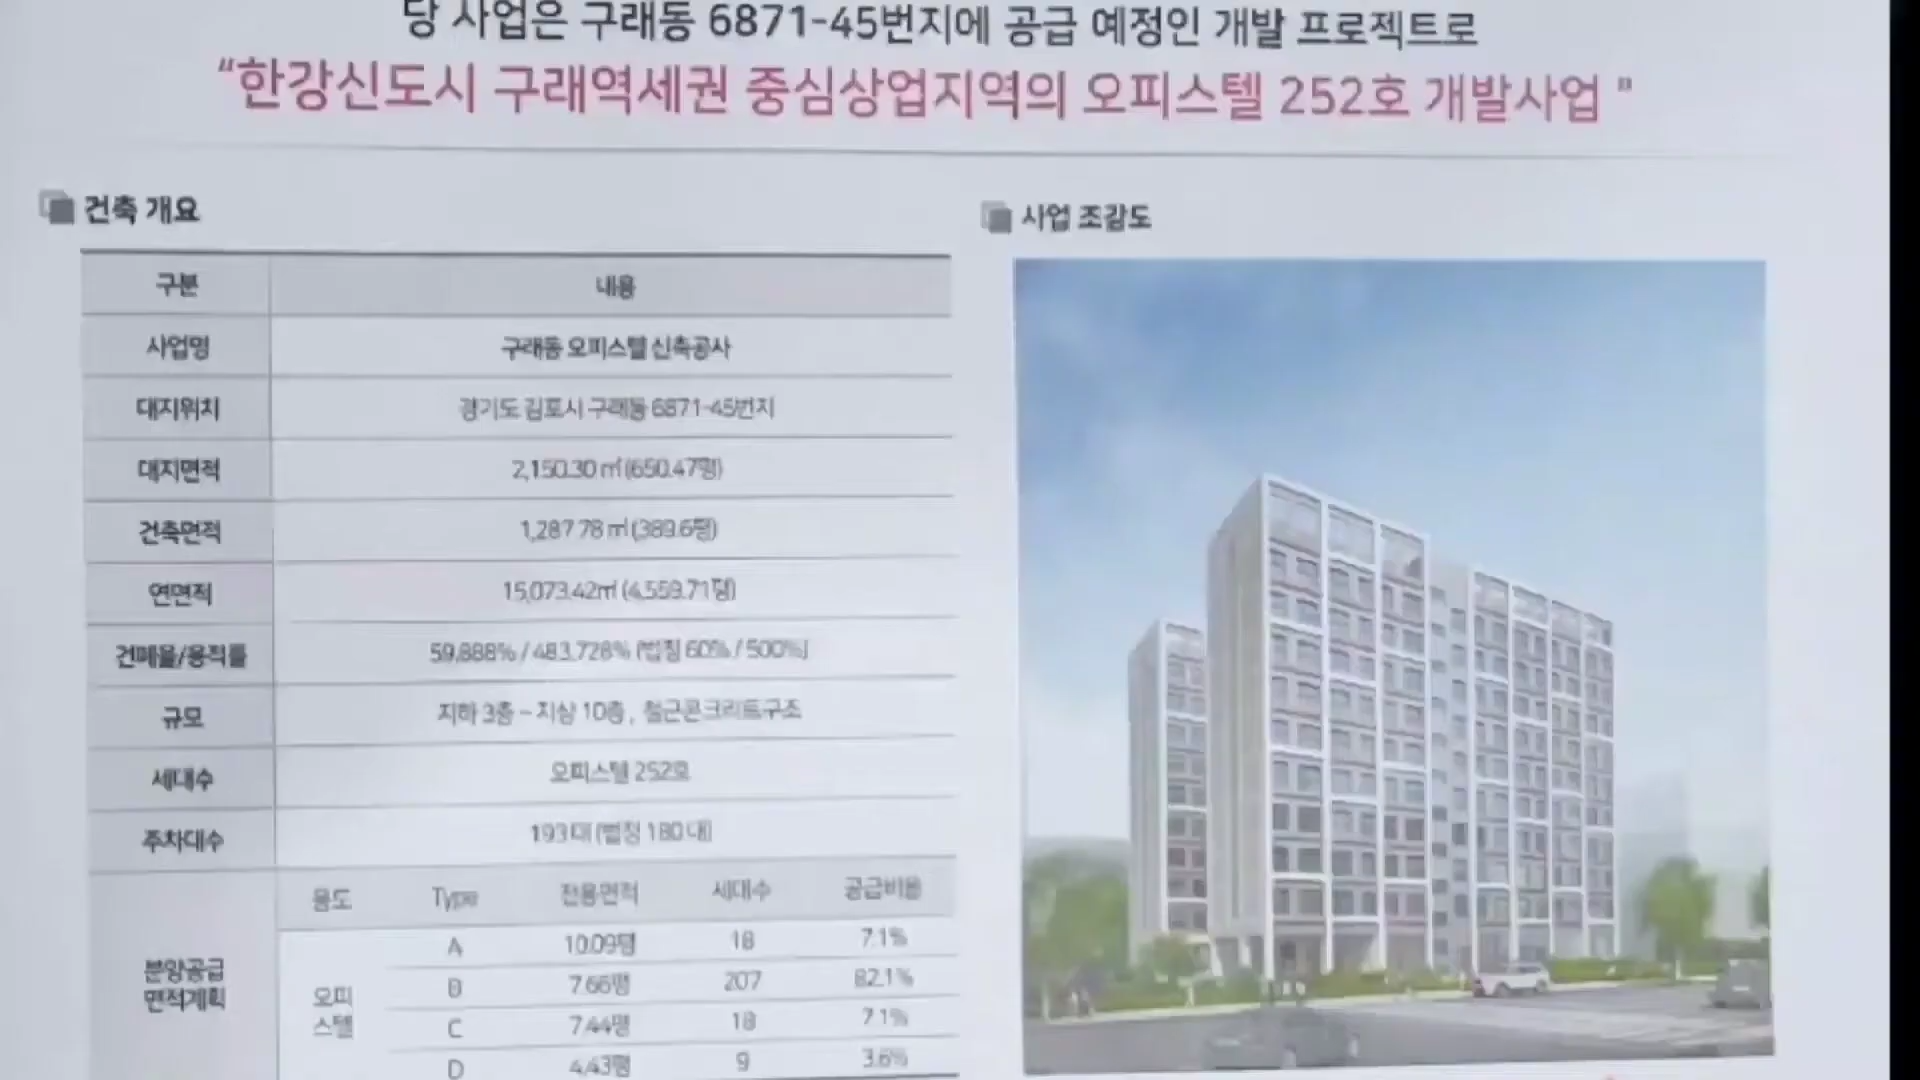 당 사업은 구래동 6871-45번지에 공급 예정인 개발 프로젝트로
“한강신도시 구래역세권 중심상업지역의 오피스텔 252호 개발사업 ”
건축 개요
사업 조감도
구분 내용
사업명 구래동 오피스텔 신축공사
대지위치 경기도 김포시 구래동 6871-45번지
대지면적 2,150.30㎡ (650.47평)
건축면적 1,287.78㎡ (389.6평)
연면적 15,073.42㎡ (4,559.71평)
건폐율/용적률 59.888% / 483.728% (법정 60% / 500%)
규모 지하 3층 ~ 지상 10층, 철근콘크리트구조
세대수 오피스텔 252호
주차대수 193대 (법정 180대)
분양공급
면적계획
용도 Type 전용면적 세대수 공급비율
오피
스텔
A 10.09평 18 7.1%
B 7.66평 207 82.1%
C 7.44평 18 7.1%
D 4.43평 9 3.6%